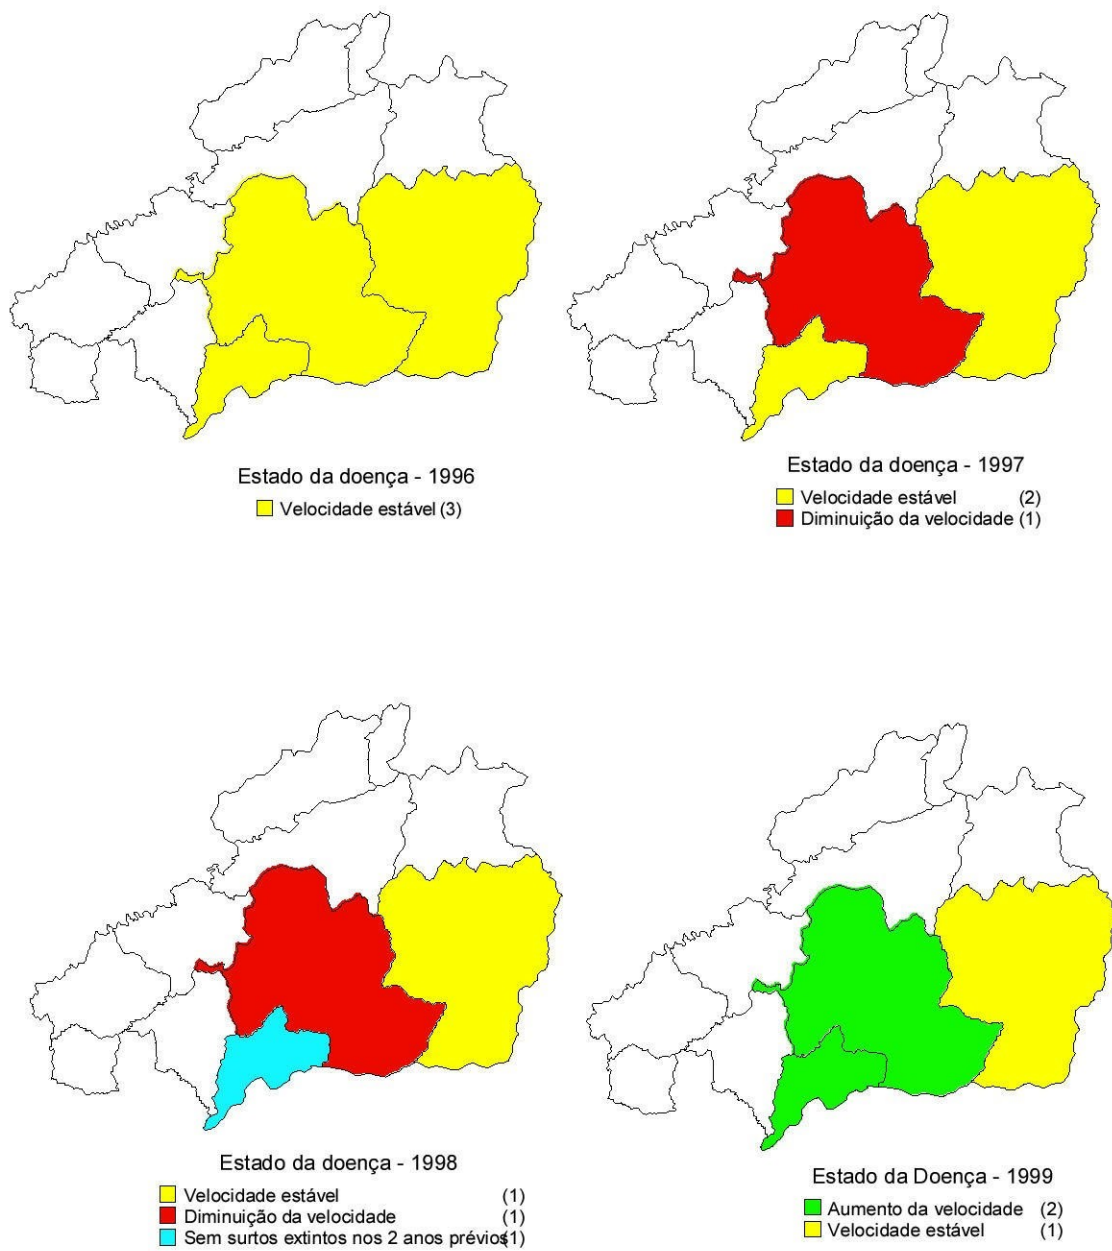 Estado da doença - 1996
Velocidade estável (3)
Estado da doença - 1997
Velocidade estável (2)
Diminuição da velocidade (1)
Estado da doença - 1998
Velocidade estável (1)
Diminuição da velocidade (1)
Sem surtos extintos nos 2 anos prévios (1)
Estado da Doença - 1999
Aumento da velocidade (2)
Velocidade estável (1)